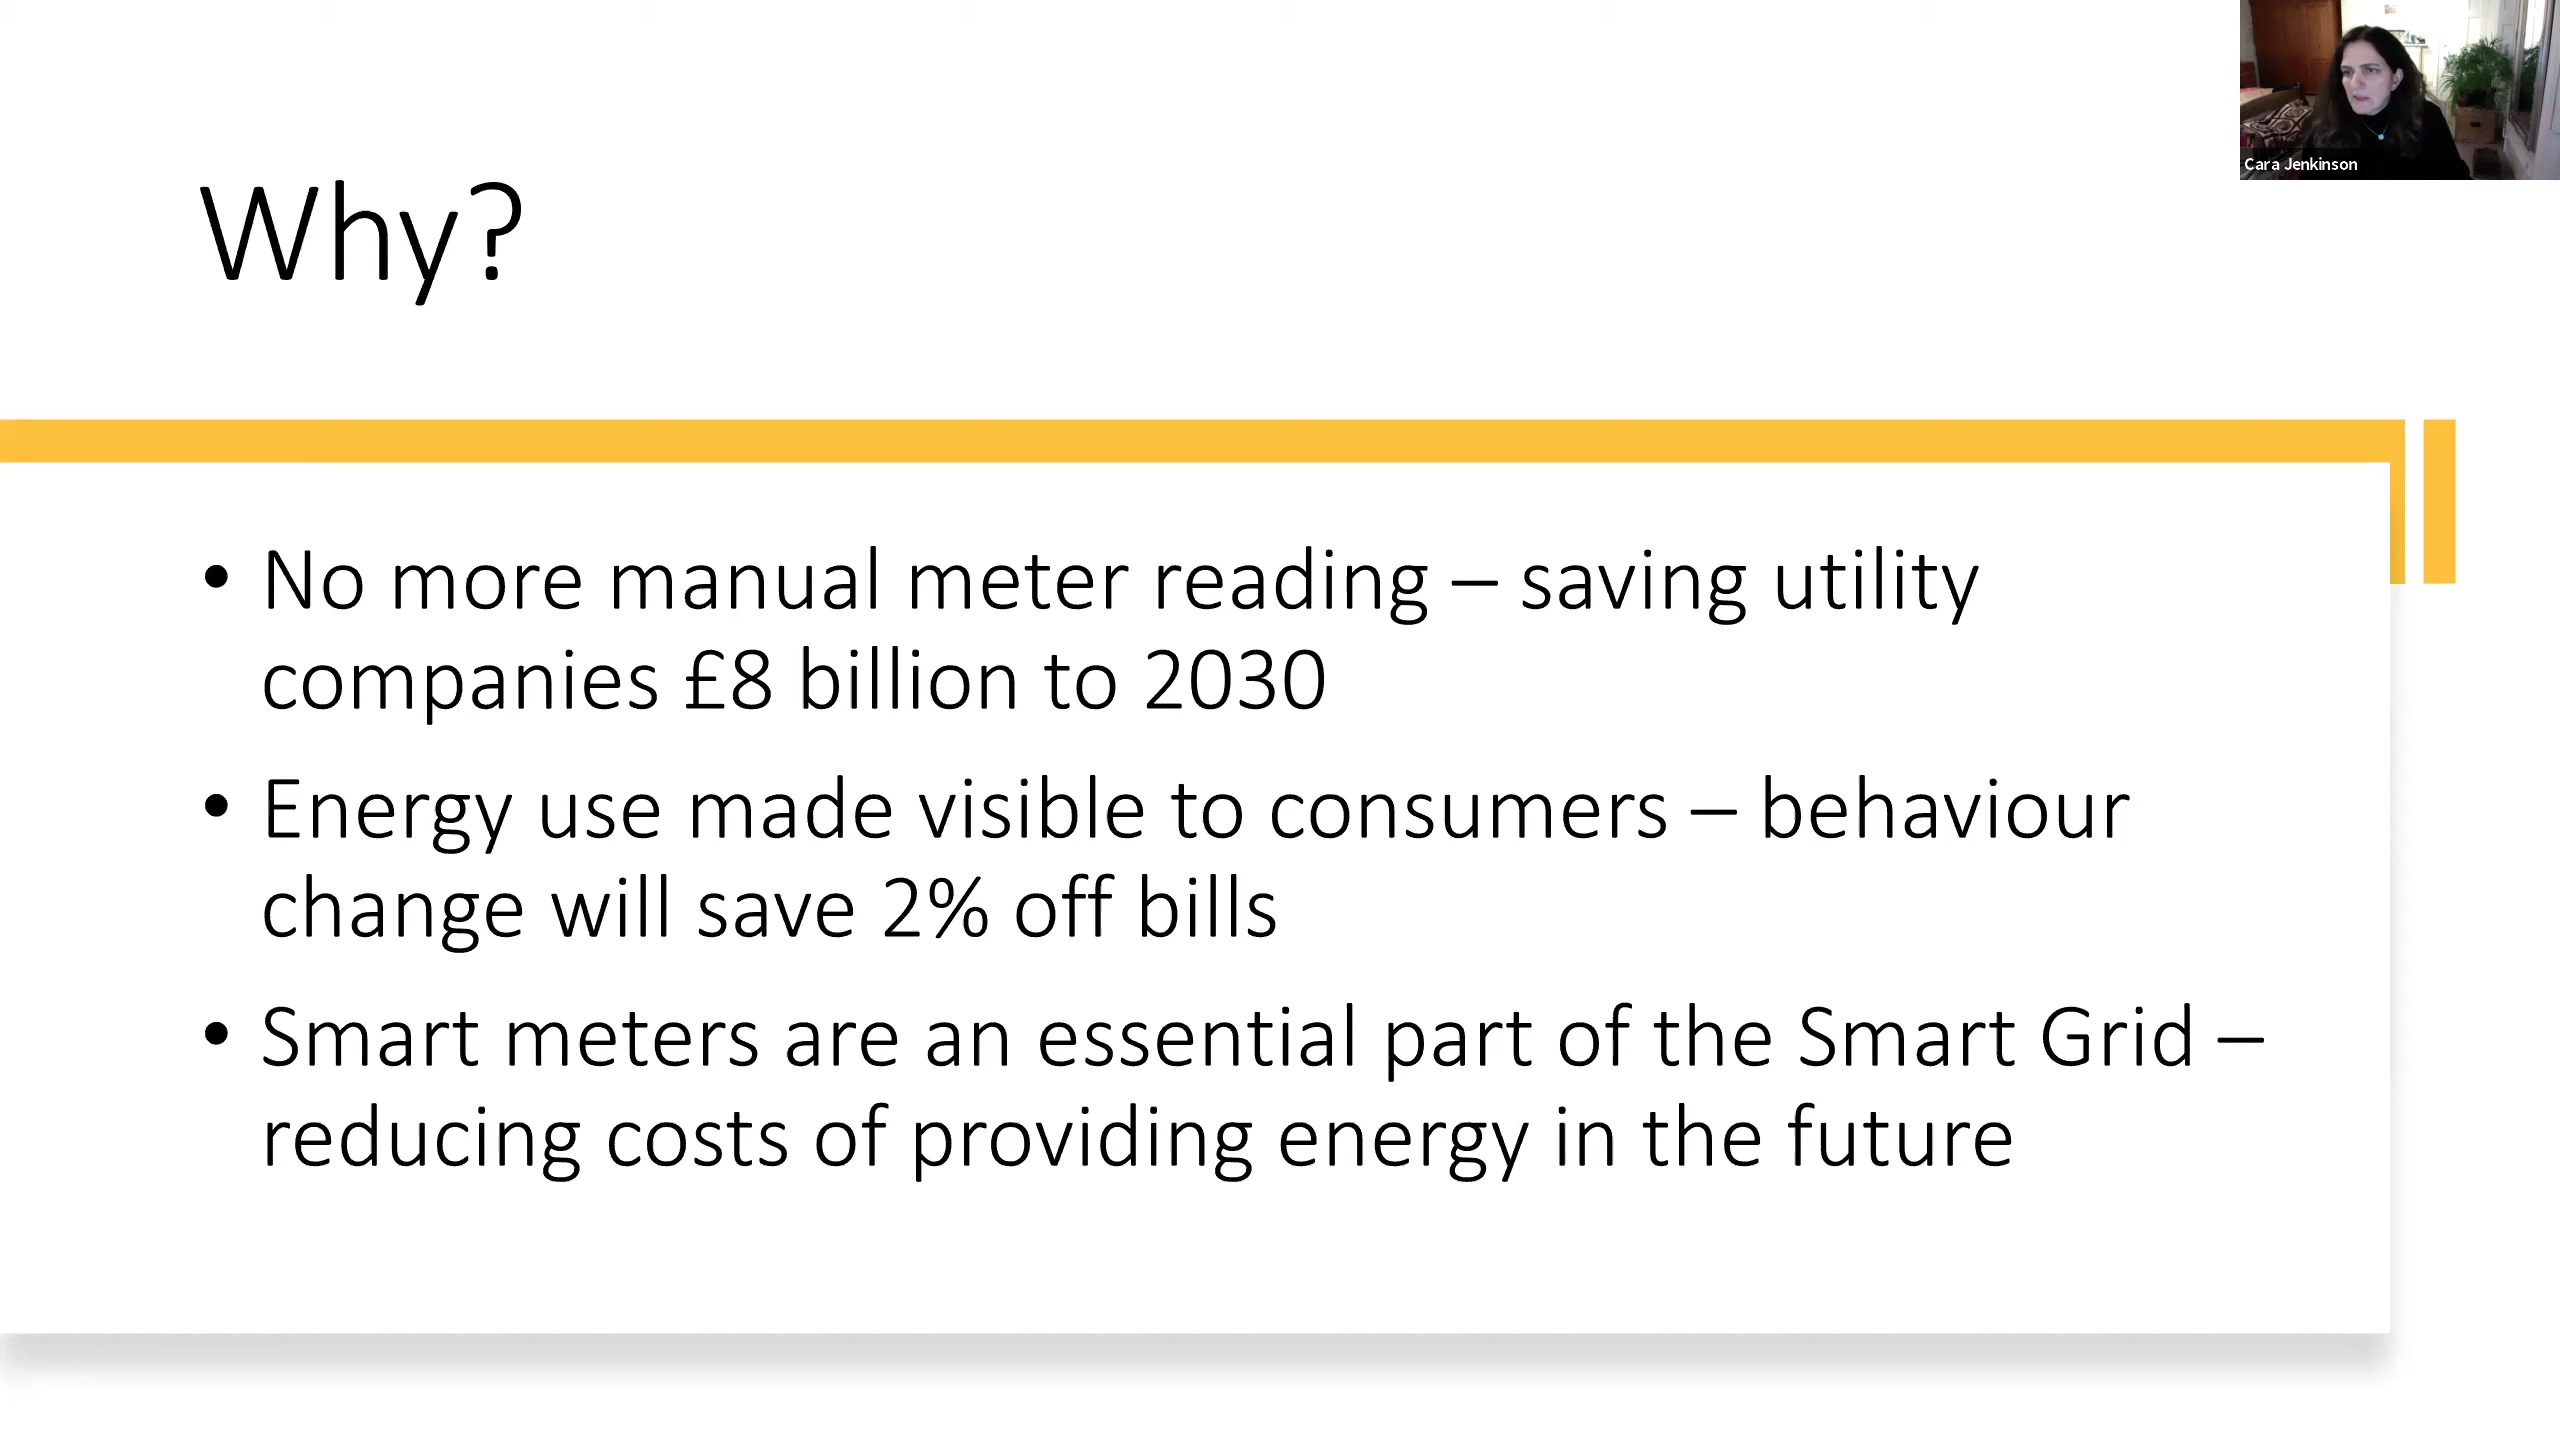 Cara Jenkinson
Why?
• No more manual meter reading – saving utility
companies £8 billion to 2030
• Energy use made visible to consumers – behaviour
change will save 2% off bills
• Smart meters are an essential part of the Smart Grid –
reducing costs of providing energy in the future